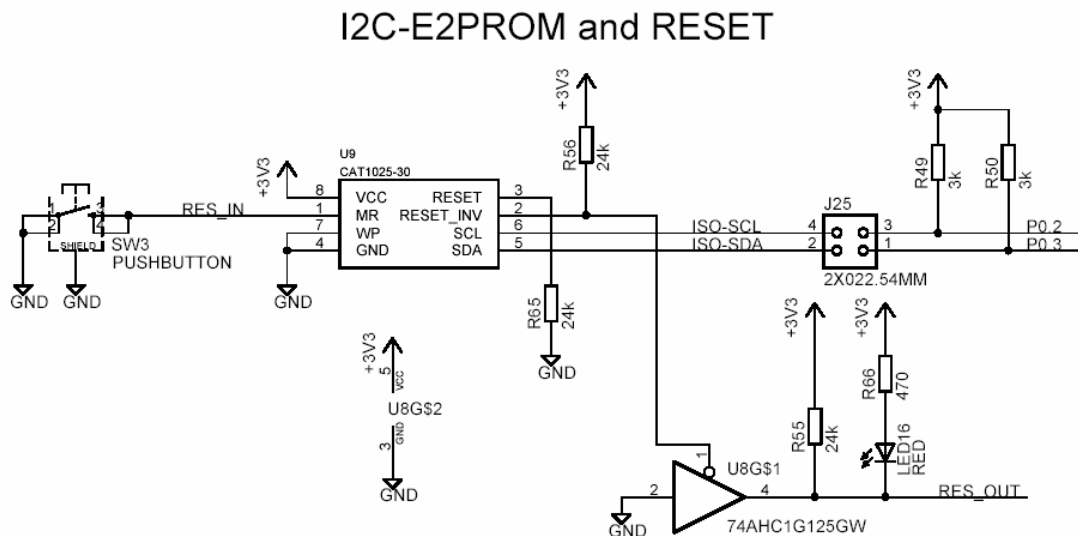 I2C-E2PROM and RESET
+3V3
R56
24k
+3V3
R49
3k
R50
3k
U9
CAT1025-30
+3V3
8 VCC RESET 3
1 MR RESET_INV 2
7 WP SCL 6
4 GND SDA 5
RES_IN
1 3
2 4
SHIELD
SW3
PUSHBUTTON
GND
GND
GND
ISO-SCL
ISO-SDA
J25
4 3
2 1
2X022.54MM
P0.2
P0.3
R65
24k
GND
+3V3
5
VCC
U8G$2
3
GND
GND
+3V3
R55
24k
+3V3
R66
470
LED16
RED
1
U8G$1
2
4
GND
74AHC1G125GW
RES_OUT